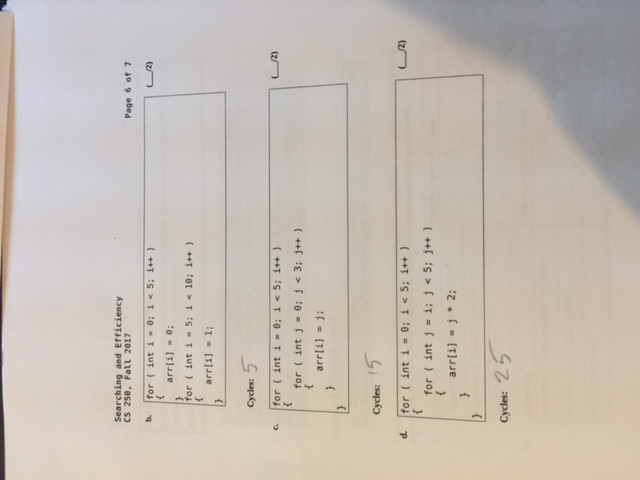 Searching and Efficiency
CS 250, Fall 2017 Page 6 of 7
b. for ( int i = 0; i < 5; i++ ) (__/2)
{
arr[i] = 0;
}
for ( int i = 5; i < 10; i++ )
{
arr[i] = 1;
}
Cycles: 5
c. for ( int i = 0; i < 5; i++ ) (__/2)
{
for ( int j = 0; j < 3; j++ )
{
arr[i] = j;
}
}
Cycles: 15
d. for ( int i = 0; i < 5; i++ ) (__/2)
{
for ( int j = i; j < 5; j++ )
{
arr[i] = j * 2;
}
}
Cycles: 25